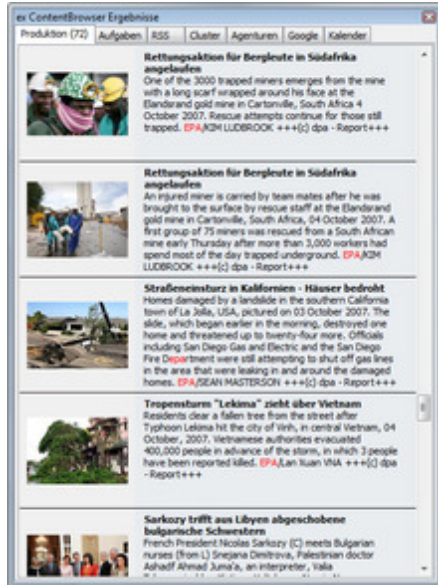 ex ContentBrowser Ergebnisse
Produktion (72) Aufgaben RSS Cluster Agenturen Google Kalender
Rettungsaktion für Bergleute in Südafrika
angelaufen
One of the 3000 trapped miners emerges from the mine
with a long scarf wrapped around his face at the
Elandsrand gold mine in Cartonville, South Africa 4
October 2007. Rescue attempts continue for those still
trapped. EPA/KIM LUDBROOK +++(c) dpa - Report+++
Rettungsaktion für Bergleute in Südafrika
angelaufen
An injured miner is carried by team mates after he was
brought to the surface by rescue staff at the Elandsrand
gold mine in Cartonville, South Africa, 04 October 2007. A
first group of 75 miners was rescued from a South African
mine early Thursday after more than 3,000 workers had
spend most of the day trapped underground. EPA/KIM
LUDBROOK +++(c) dpa - Report+++
Straßeneinsturz in Kalifornien - Häuser bedroht
Homes damaged by a landslide in the southern California
town of La Jolla, USA, pictured on 03 October 2007. The
slide, which began earlier in the morning, destroyed one
home and threatened up to twenty-four more. Officials
including San Diego Gas and Electric and the San Diego
Fire Department were still attempting to shut off gas lines
in the area that were leaking in and around the damaged
homes. EPA/SEAN MASTERSON +++(c) dpa - Report+++
Tropensturm "Lekima" zieht über Vietnam
Residents clear a fallen tree from the street after
Typhoon Lekima hit the city of Vinh, in central Vietnam, 04
October, 2007. Vietnamese authorities evacuated
400,000 people in advance of the storm, in which 3 people
have been reported killed. EPA/Lan Xuan VNA +++(c) dpa
- Report+++
Sarkozy trifft aus Libyen abgeschobene
bulgarische Schwestern
French President Nicolas Sarkozy (C) meets Bulgarian
nurses (from L) Snejana Dimitrova, Palestinian doctor
Ashadf Ahmad Juma'a, an interpreter, Valia